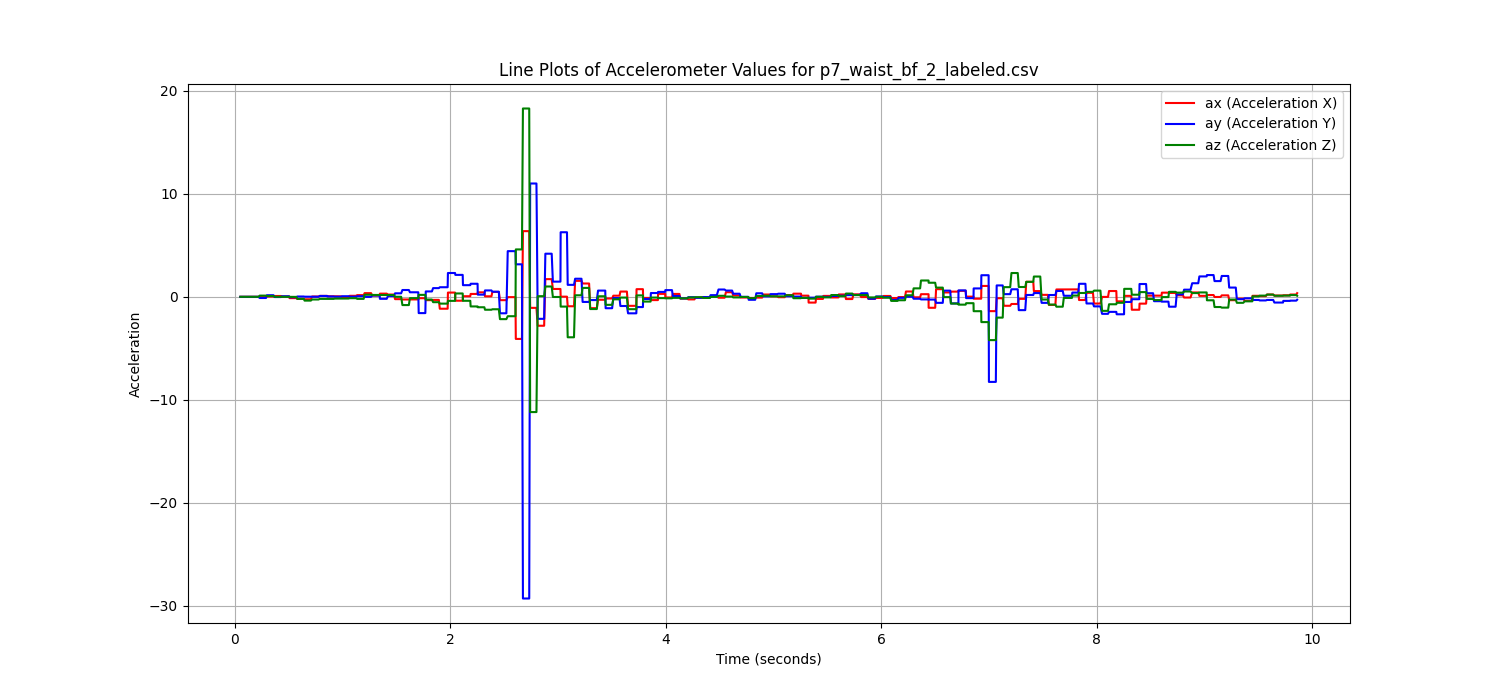 Line Plots of Accelerometer Values for p7_waist_bf_2_labeled.csv
ax (Acceleration X)
ay (Acceleration Y)
az (Acceleration Z)
Acceleration
20
10
0
−10
−20
−30
0 2 4 6 8 10
Time (seconds)